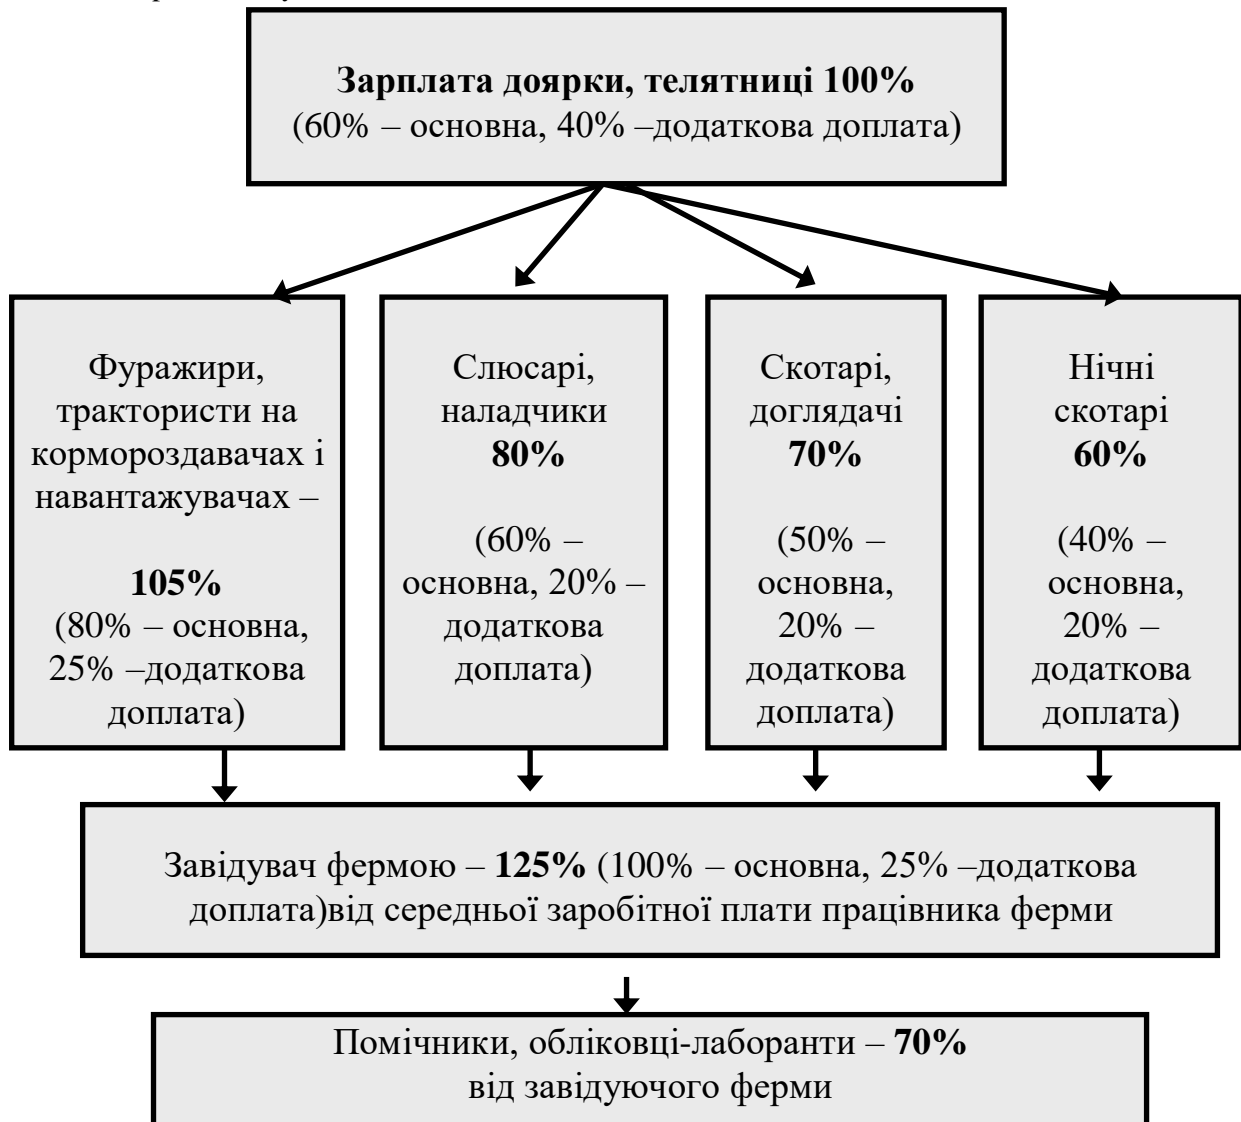 Зарплата доярки, телятниці 100%
(60% – основна, 40% –додаткова доплата)
Фуражири,
трактористи на
кормороздавачах і
навантажувачах –
105%
(80% – основна,
25% –додаткова
доплата)
Слюсарі,
наладчики
80%
(60% –
основна, 20% –
додаткова
доплата)
Скотарі,
доглядачі
70%
(50% –
основна,
20% –
додаткова
доплата)
Нічні
скотарі
60%
(40% –
основна,
20% –
додаткова
доплата)
Завідувач фермою – 125% (100% – основна, 25% –додаткова
доплата)від середньої заробітної плати працівника ферми
Помічники, обліковці-лаборанти – 70%
від завідуючого ферми